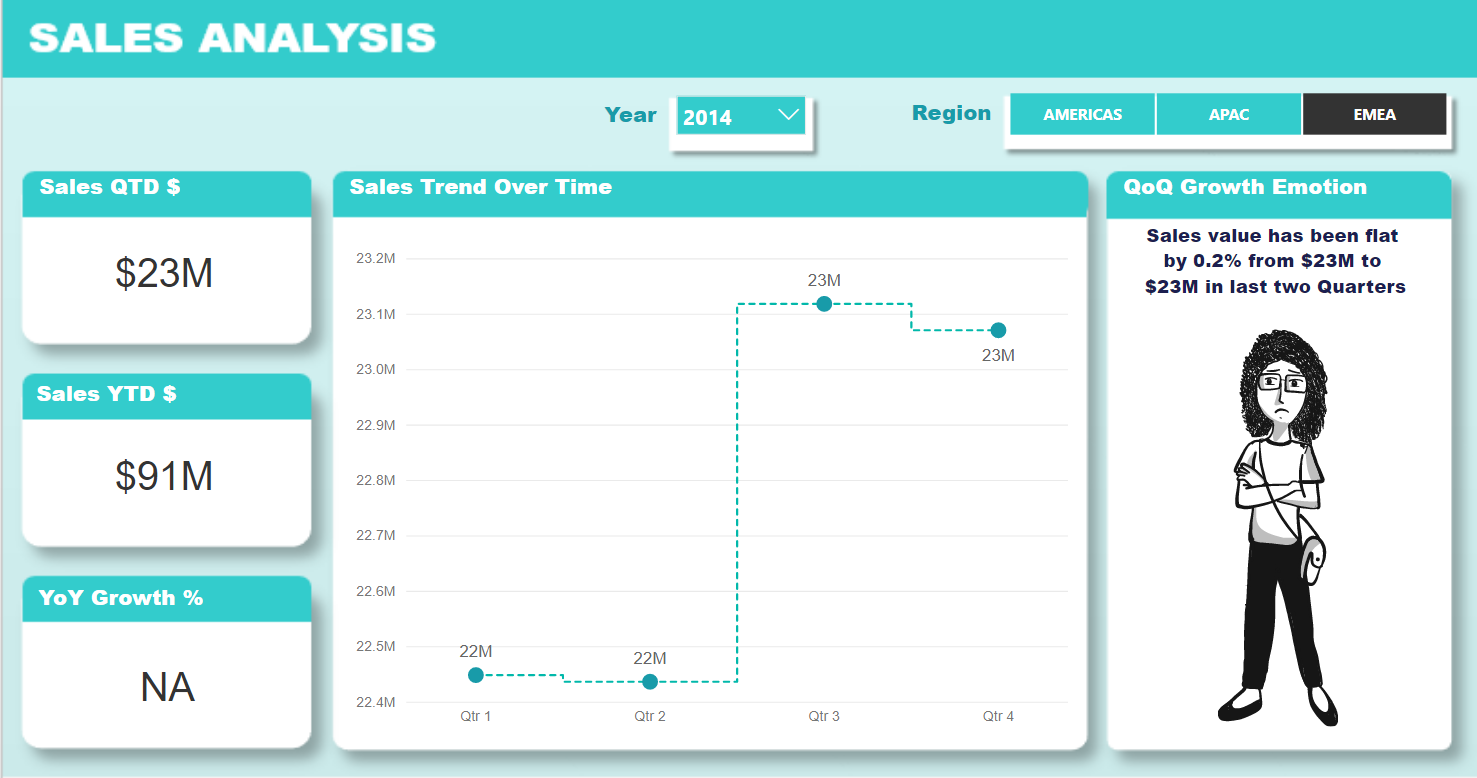 SALES ANALYSIS
Year
2014
Region
AMERICAS
APAC
EMEA
Sales QTD $
$23M
Sales YTD $
$91M
YoY Growth %
NA
Sales Trend Over Time
23.2M
23.1M
23.0M
22.9M
22.8M
22.7M
22.6M
22.5M
22.4M
22M
22M
23M
23M
Qtr 1
Qtr 2
Qtr 3
Qtr 4
QoQ Growth Emotion
Sales value has been flat
by 0.2% from $23M to
$23M in last two Quarters